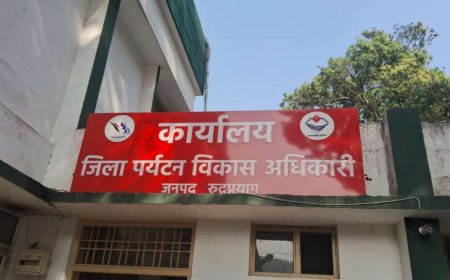 कार्यालय
जिला पर्यटन विकास अधिकारी
जनपद रुद्रप्रयाग